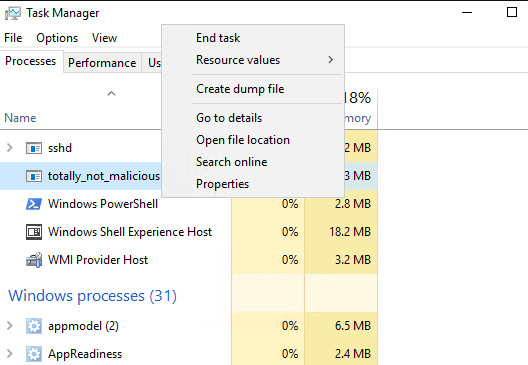 Task Manager
File Options View
Processes Performance Us
End task
Resource values
Create dump file
Go to details
Open file location
Search online
Properties
18%
Name mory
sshd 2 MB
totally_not_malicious 3 MB
Windows PowerShell 0% 2.8 MB
Windows Shell Experience Host 0% 18.2 MB
WMI Provider Host 0% 3.2 MB
Windows processes (31)
appmodel (2) 0% 6.5 MB
AppReadiness 0% 2.4 MB